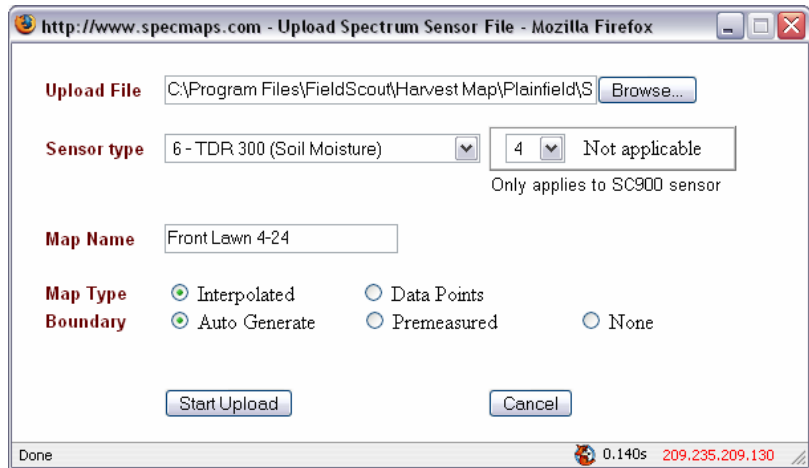 http://www.specmaps.com - Upload Spectrum Sensor File - Mozilla Firefox
Upload File C:\Program Files\FieldScout\Harvest Map\Plainfield\S Browse...
Sensor type 6 - TDR 300 (Soil Moisture) 4 Not applicable
Only applies to SC900 sensor
Map Name Front Lawn 4-24
Map Type Interpolated Data Points
Boundary Auto Generate Premeasured None
Start Upload Cancel
Done 0.140s 209.235.209.130